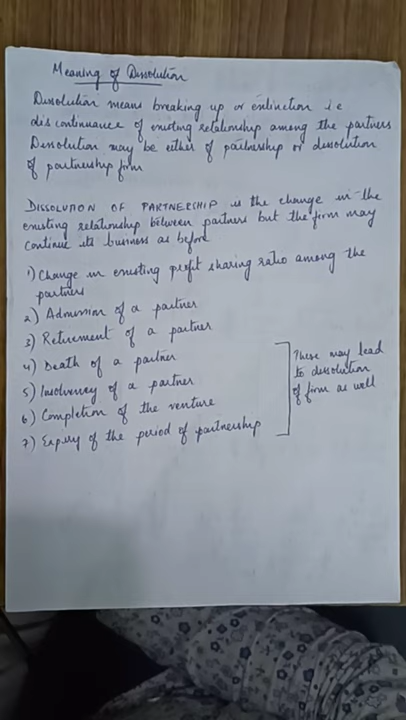 Meaning of Dissolution
Dissolution means breaking up or extinction i.e
discontinuance of existing relationship among the partners
Dissolution may be either of partnership or dissolution
of partnership firm
DISSOLUTION OF PARTNERSHIP is the change in the
existing relationship between partners but the firm may
continue its business as before
1) Change in existing profit sharing ratio among the
partners
2) Admission of a partner
3) Retirement of a partner
4) Death of a partner
5) Insolvency of a partner
6) Completion of the venture
7) Expiry of the period of partnership
These may lead
to dissolution
of firm as well